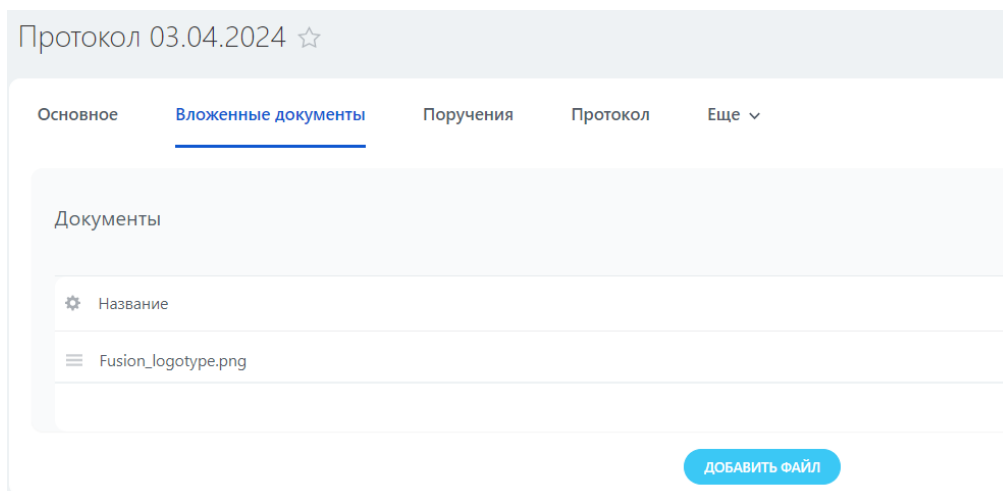 Протокол 03.04.2024
Основное Вложенные документы Поручения Протокол Еще
Документы
Название
Fusion_logotype.png
ДОБАВИТЬ ФАЙЛ